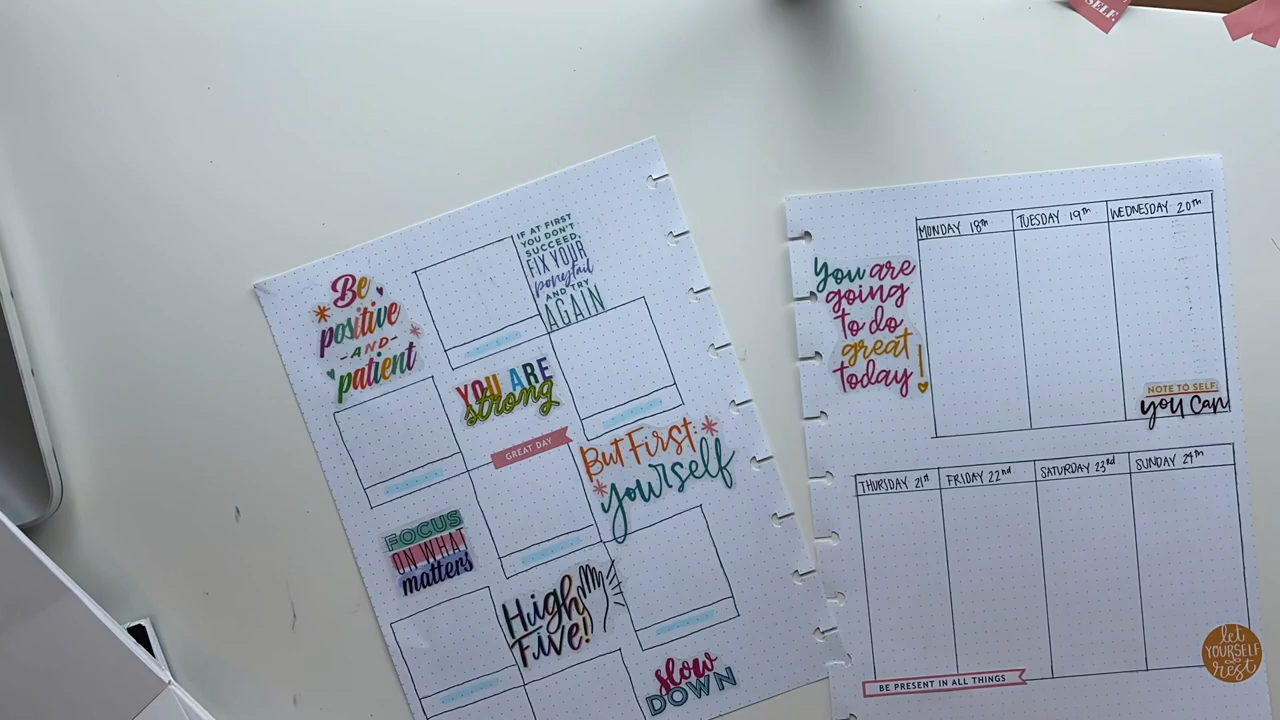 SELF.
Be
positive
-AND-
patient
IF AT FIRST
YOU DON'T
SUCCEED,
FIX YOUR
ponytail
AND TRY
AGAIN
YOU ARE
strong
GREAT DAY
But First:
yourself
FOCUS
ON WHAT
matters
High
Five!
slow
DOWN
You are
going
to do
great
today!
MONDAY 18th
TUESDAY 19th
WEDNESDAY 20th
NOTE TO SELF:
you can
THURSDAY 21st
FRIDAY 22nd
SATURDAY 23rd
SUNDAY 24th
BE PRESENT IN ALL THINGS
let
YOURSELF
rest